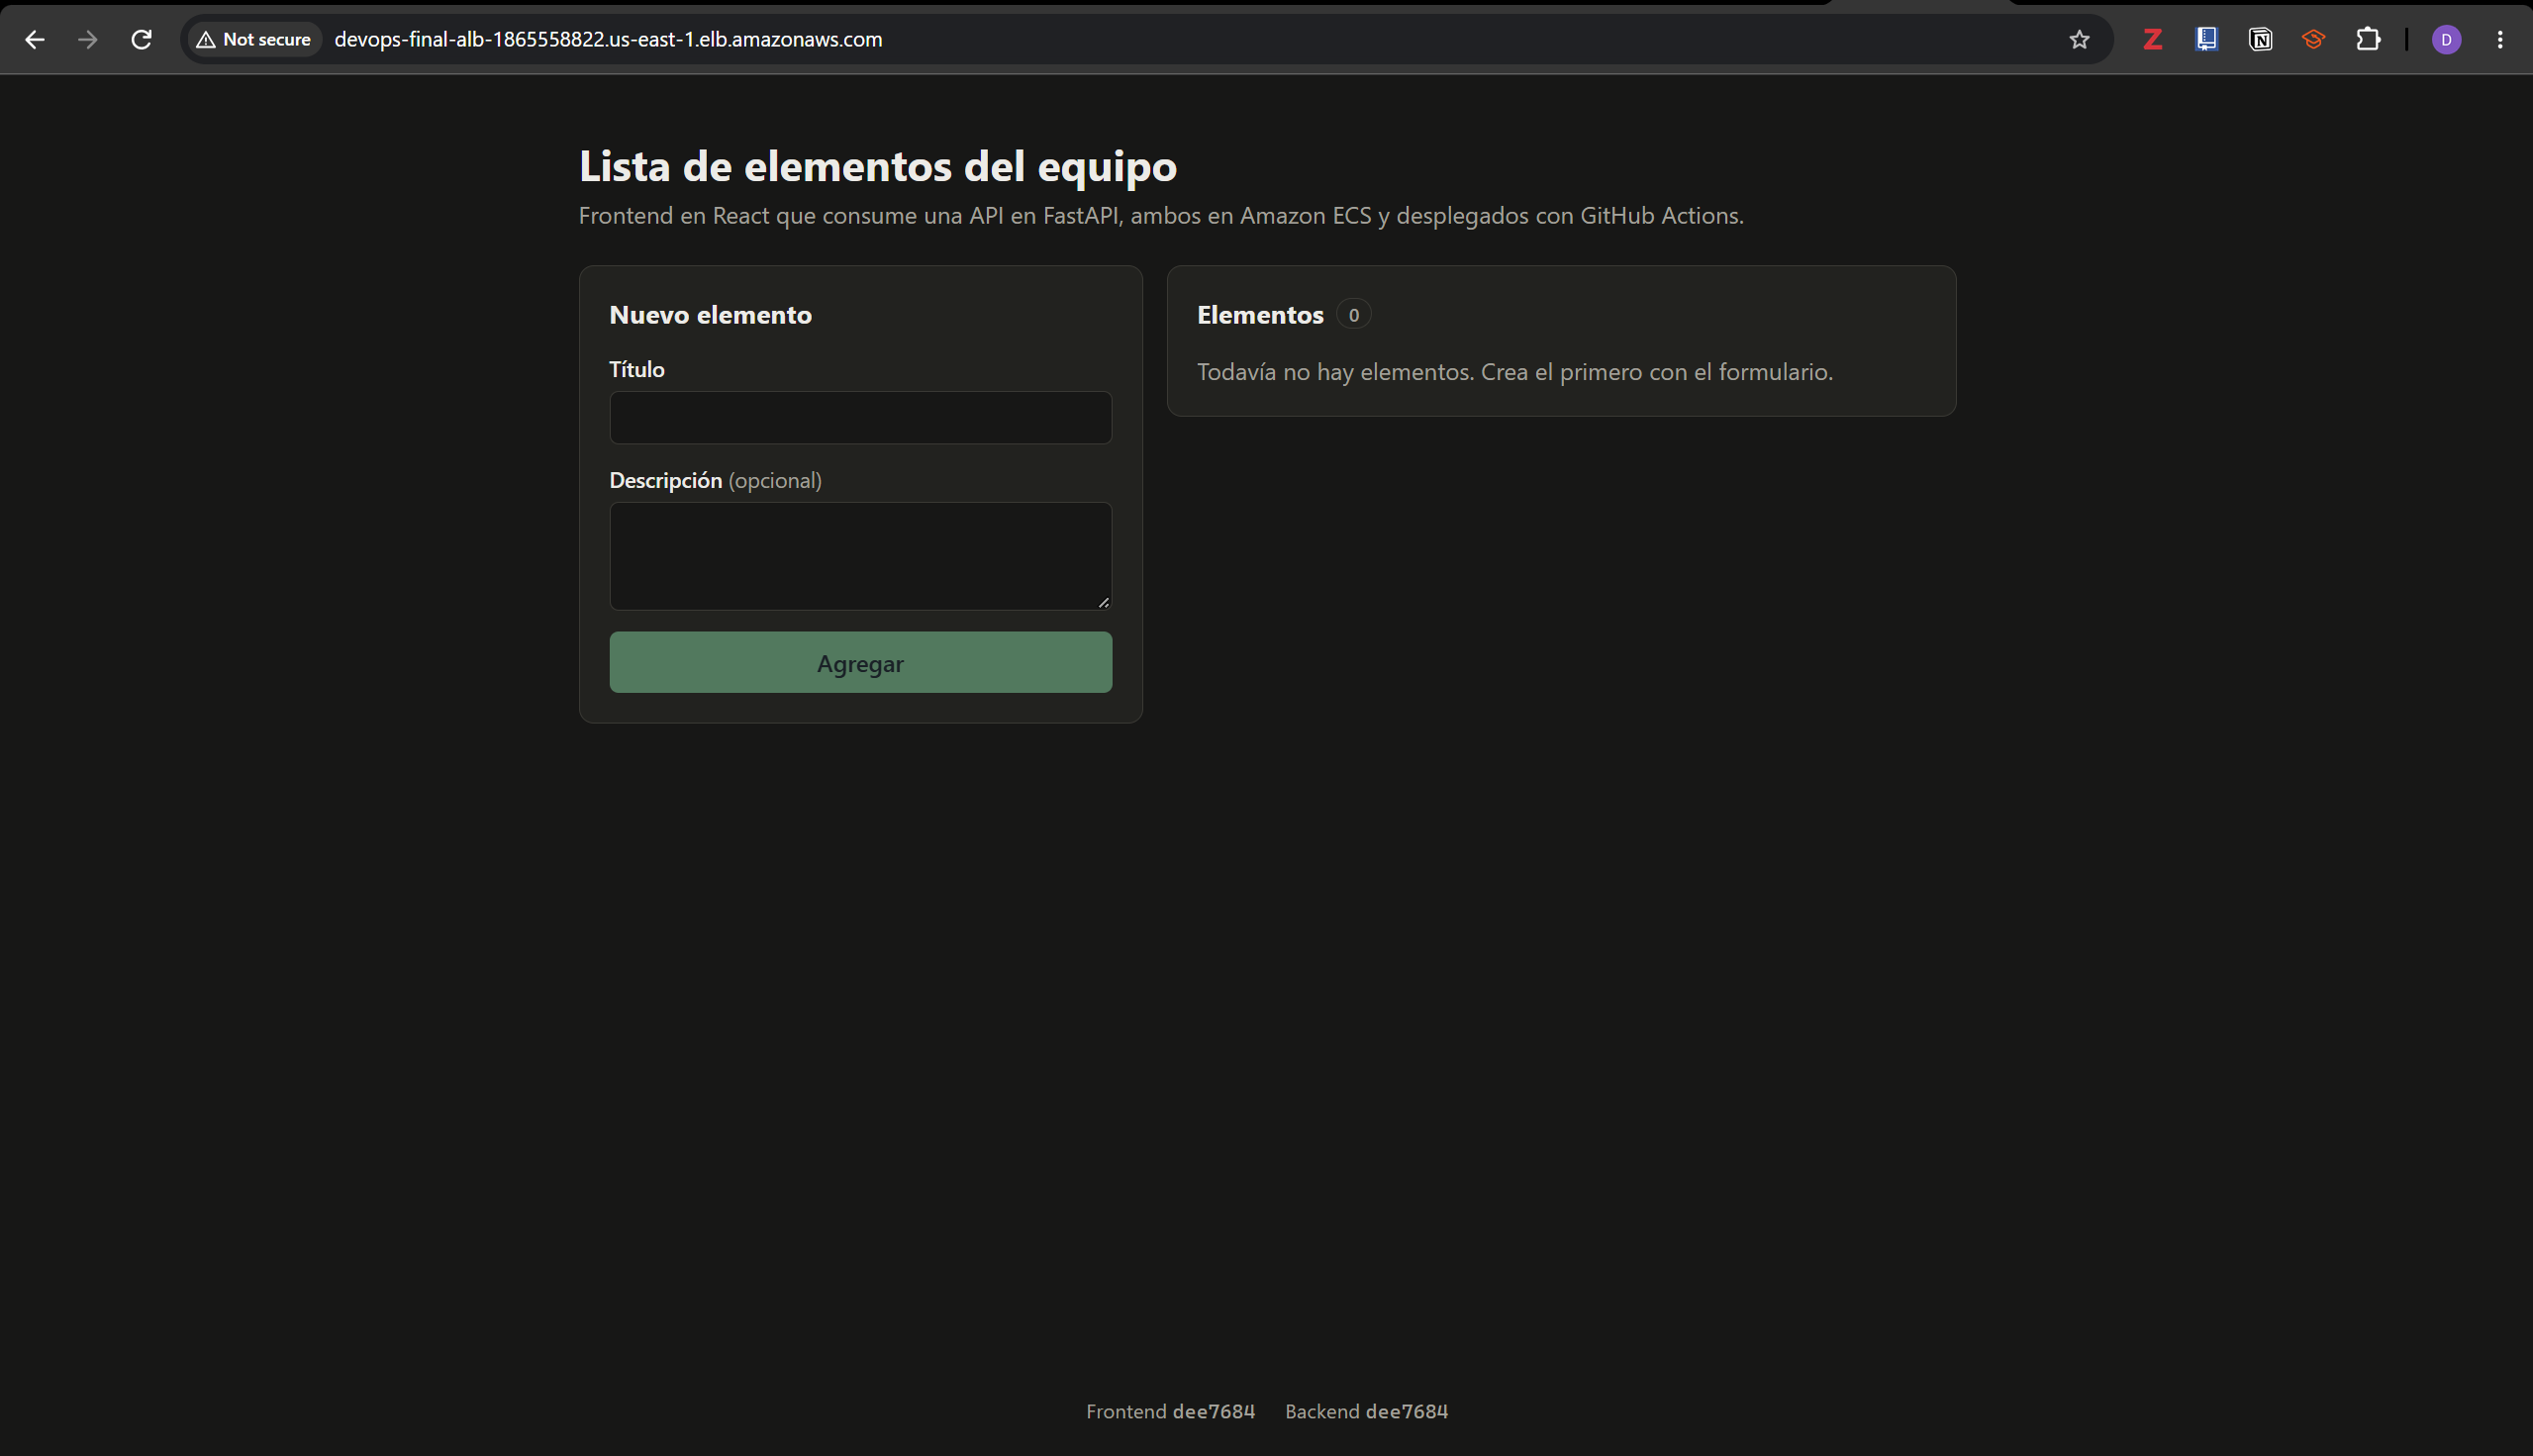 Not secure devops-final-alb-1865558822.us-east-1.elb.amazonaws.com
Z
N
D
Lista de elementos del equipo
Frontend en React que consume una API en FastAPI, ambos en Amazon ECS y desplegados con GitHub Actions.
Nuevo elemento
Título
Descripción (opcional)
Agregar
Elementos 0
Todavía no hay elementos. Crea el primero con el formulario.
Frontend dee7684 Backend dee7684